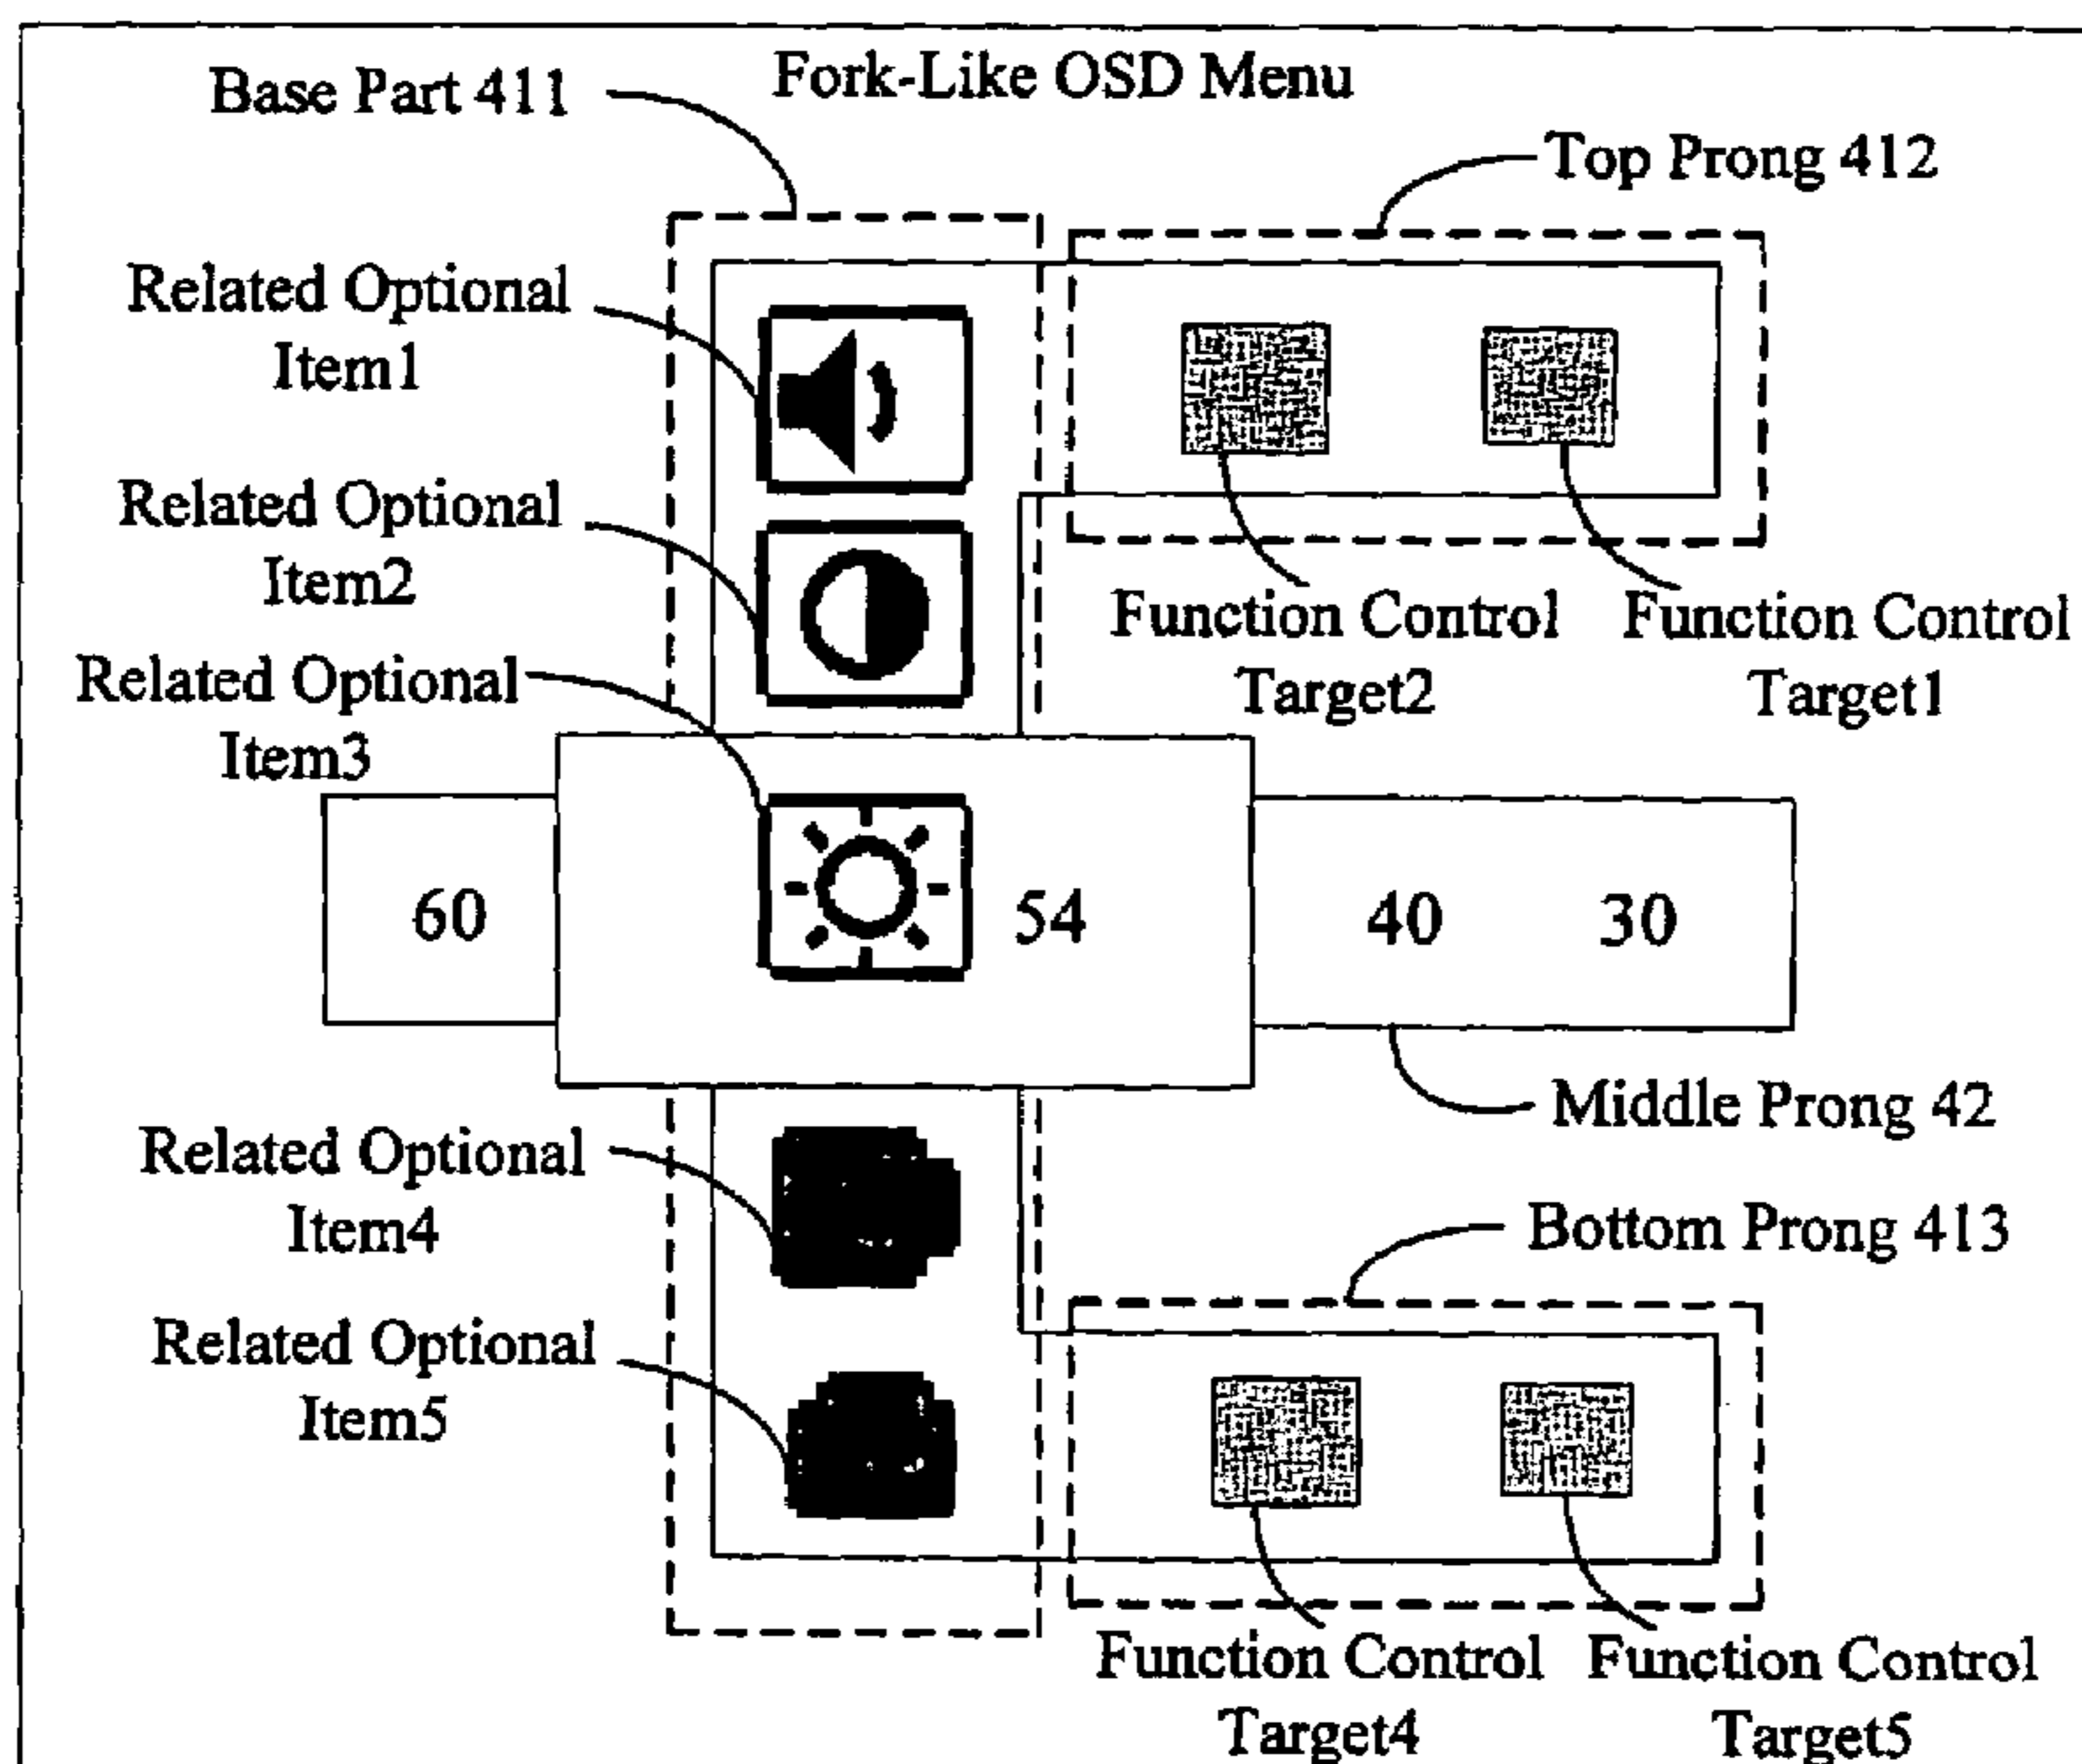 Fork-Like OSD Menu
Base Part 411
Top Prong 412
Related Optional
Item1
Related Optional
Item2
Function Control
Target2
Function Control
Target1
Related Optional
Item3
60
54
40
30
Middle Prong 42
Related Optional
Item4
Bottom Prong 413
Related Optional
Item5
Function Control
Target4
Function Control
Target5